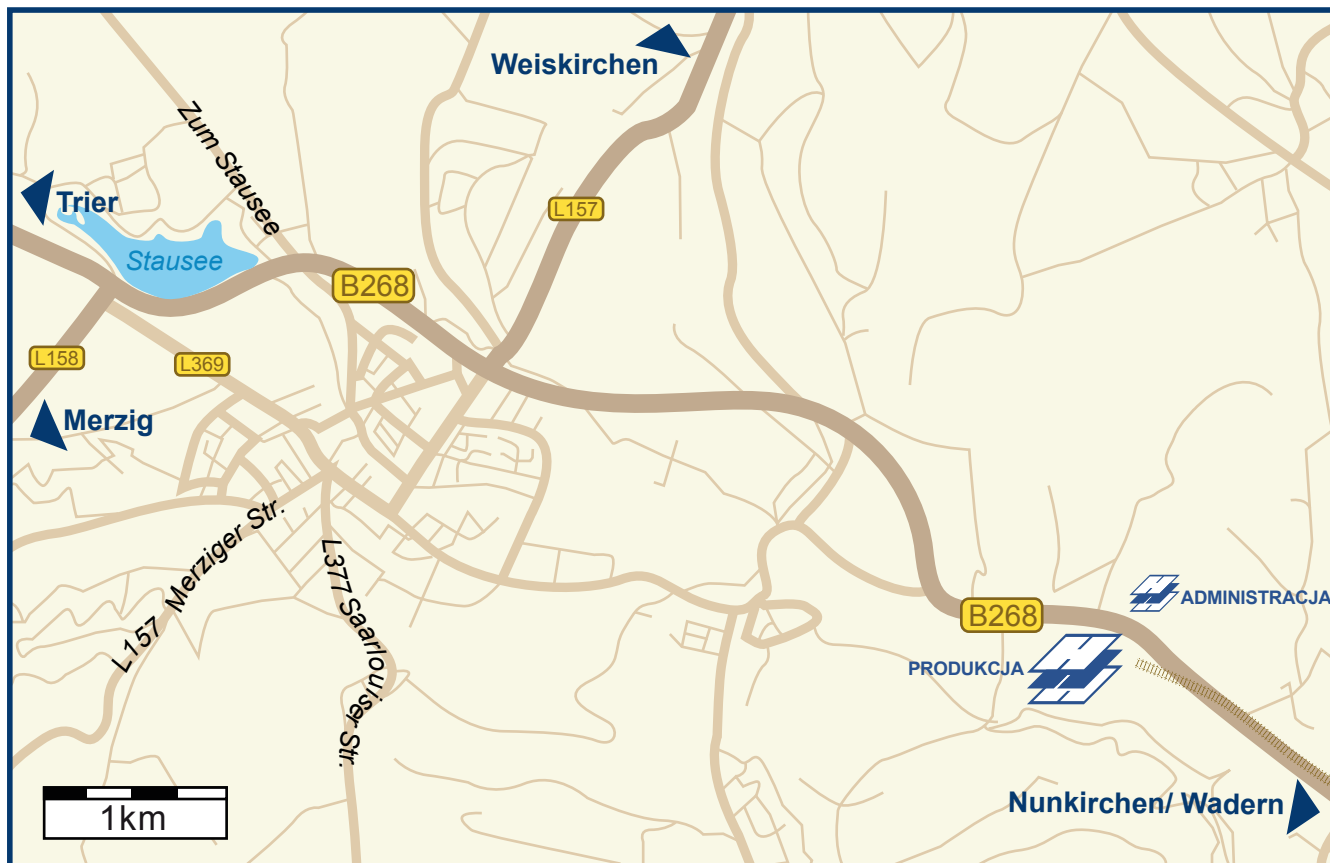 Weiskirchen
Zum Stausee
Trier
L157
Stausee
B268
L158
L369
Merzig
L157 Merziger Str.
L377 Saarlouiser Str.
ADMINISTRACJA
B268
PRODUKCJA
Nunkirchen/ Wadern
1km